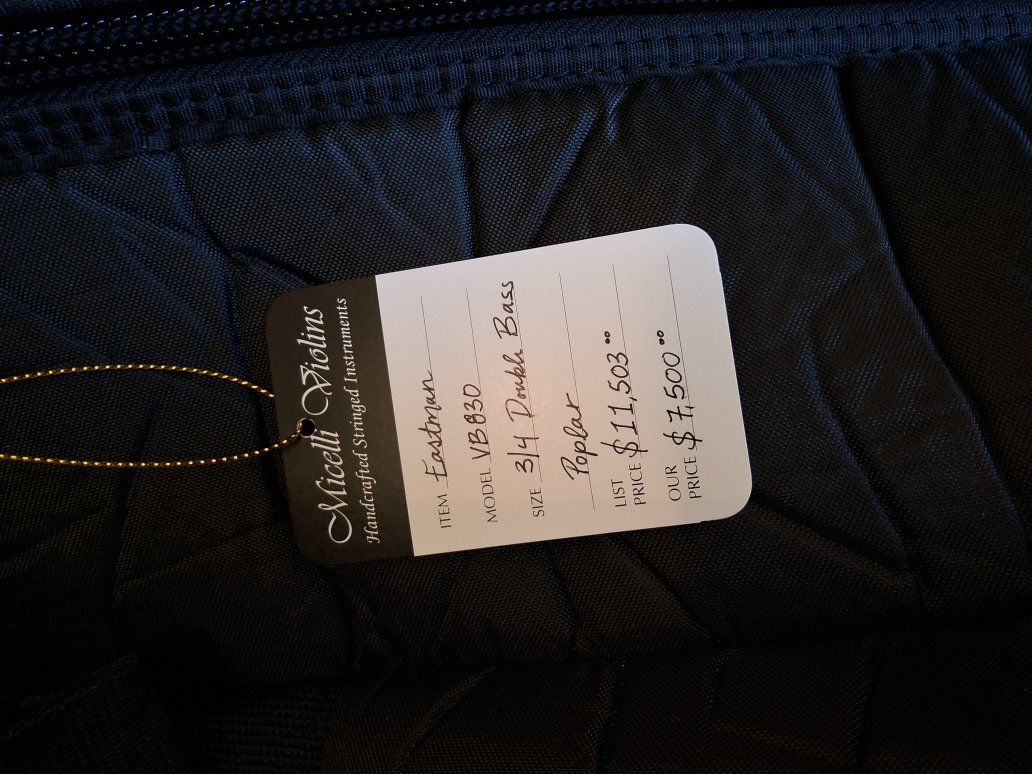 Micelli Violins
Handcrafted Stringed Instruments
ITEM Eastman
MODEL VB830
SIZE 3/4 Double Bass
Poplar
LIST
PRICE $11,503.00
OUR
PRICE $7,500.00